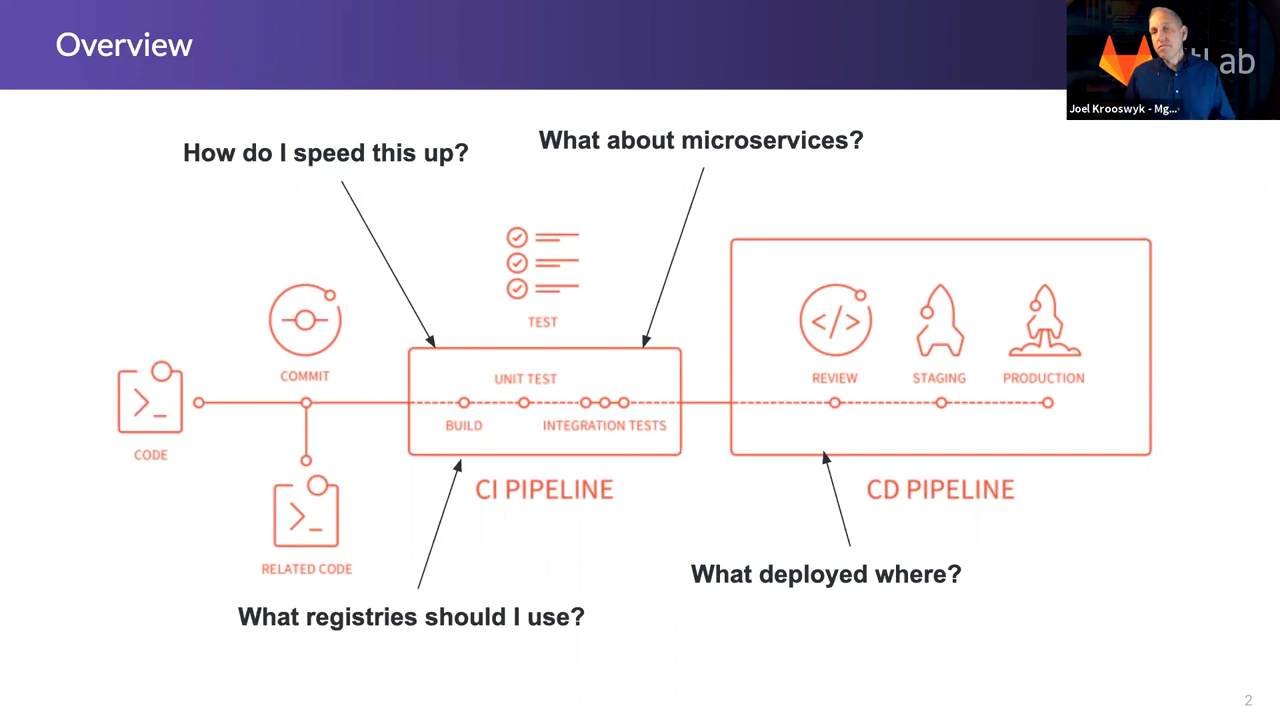 Overview
Lab
Joel Krooswyk - Mg...
How do I speed this up?
What about microservices?
TEST
COMMIT
UNIT TEST
REVIEW
STAGING
PRODUCTION
BUILD
INTEGRATION TESTS
CODE
CI PIPELINE
CD PIPELINE
RELATED CODE
What deployed where?
What registries should I use?
2